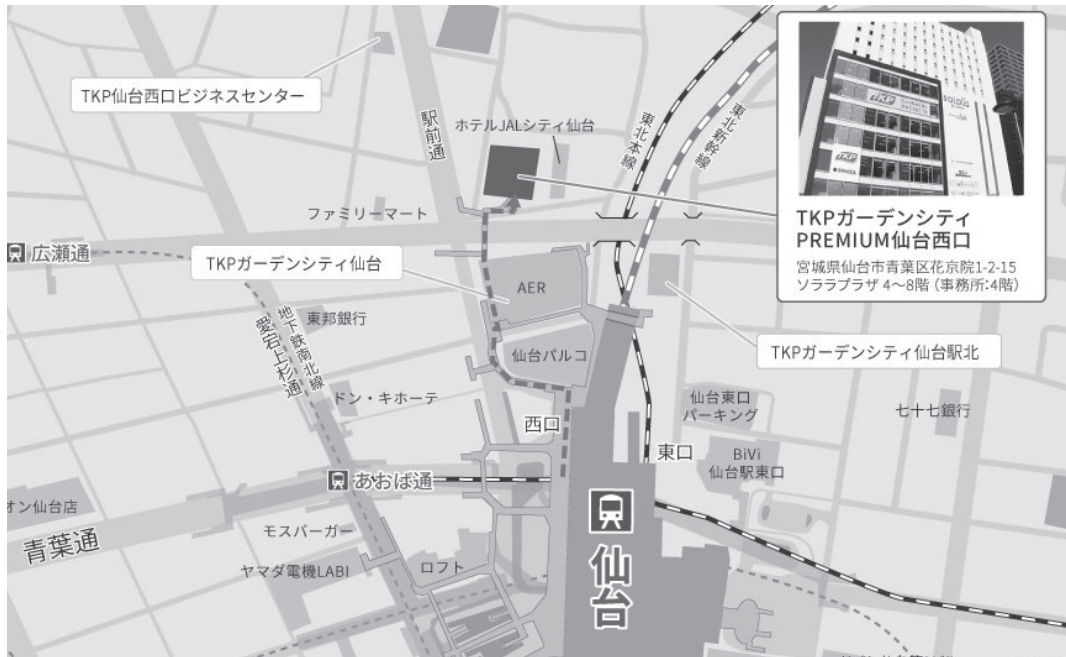 TKP仙台西口ビジネスセンター
駅前通
ホテルJALシティ仙台
東北本線
東北新幹線
TKP
solala
TKP
TKPガーデンシティ
PREMIUM仙台西口
宮城県仙台市青葉区花京院1-2-15
ソララプラザ 4〜8階 (事務所:4階)
ファミリーマート
広瀬通
TKPガーデンシティ仙台
AER
東邦銀行
地下鉄南北線
愛宕上杉通
仙台パルコ
TKPガーデンシティ仙台駅北
ドン・キホーテ
仙台東口
パーキング
七十七銀行
西口
東口
BiVi
仙台駅東口
あおば通
オン仙台店
青葉通
モスバーガー
ヤマダ電機LABI
ロフト
仙台